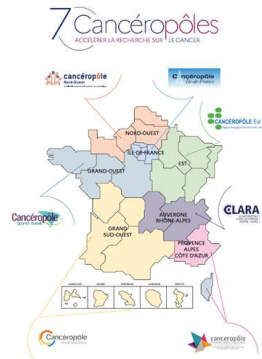 7 Cancéropôles
ACCÉLÉRER LA RECHERCHE SUR LE CANCER
cancéropôle
Nord-Ouest
Cancéropôle
Île-de-France
CANCÉROPÔLE Est
NORD-OUEST
ÎLE-DE-FRANCE
EST
GRAND-OUEST
Cancéropôle
grand ouest
CLARA
AUVERGNE
RHÔNE-ALPES
GRAND
SUD-OUEST
PROVENCE
ALPES
CÔTE D'AZUR
Cancéropôle
canceropôle